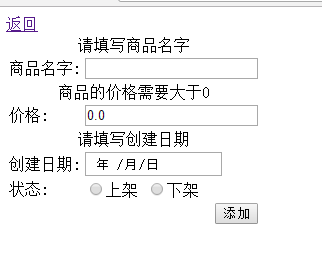 返回
请填写商品名字
商品名字:
商品的价格需要大于0
价格: 0.0
请填写创建日期
创建日期: 年 /月/日
状态: 上架 下架
添加